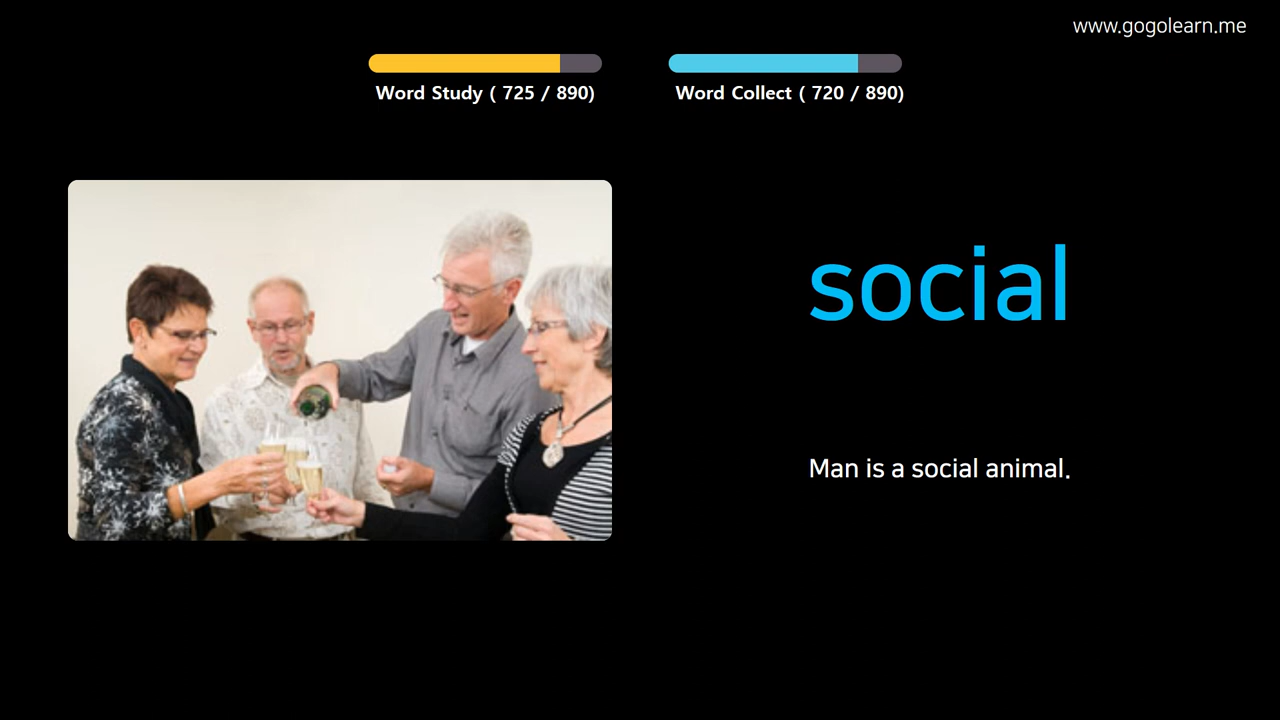 www.gogolearn.me
Word Study ( 725 / 890)
Word Collect ( 720 / 890)
social
Man is a social animal.